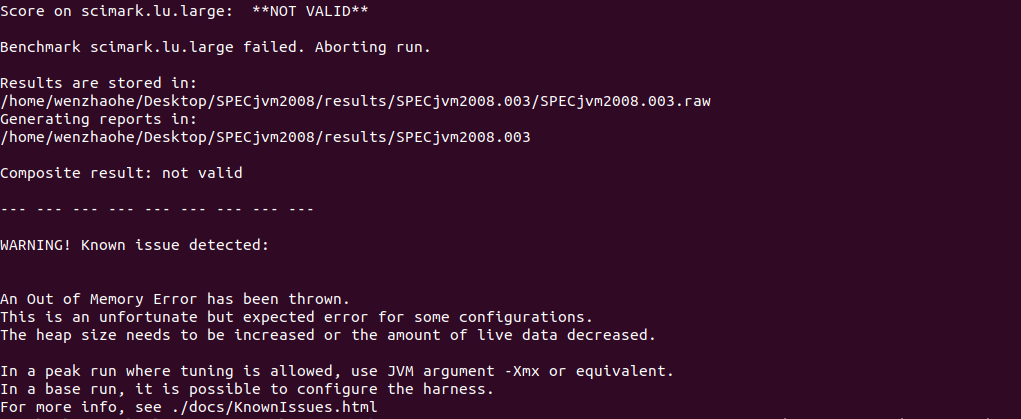 Score on scimark.lu.large:  **NOT VALID**
Benchmark scimark.lu.large failed. Aborting run.
Results are stored in:
/home/wenzhaohe/Desktop/SPECjvm2008/results/SPECjvm2008.003/SPECjvm2008.003.raw
Generating reports in:
/home/wenzhaohe/Desktop/SPECjvm2008/results/SPECjvm2008.003
Composite result: not valid
--- --- --- --- --- --- --- --- ---
WARNING! Known issue detected:
An Out of Memory Error has been thrown.
This is an unfortunate but expected error for some configurations.
The heap size needs to be increased or the amount of live data decreased.
In a peak run where tuning is allowed, use JVM argument -Xmx or equivalent.
In a base run, it is possible to configure the harness.
For more info, see ./docs/KnownIssues.html